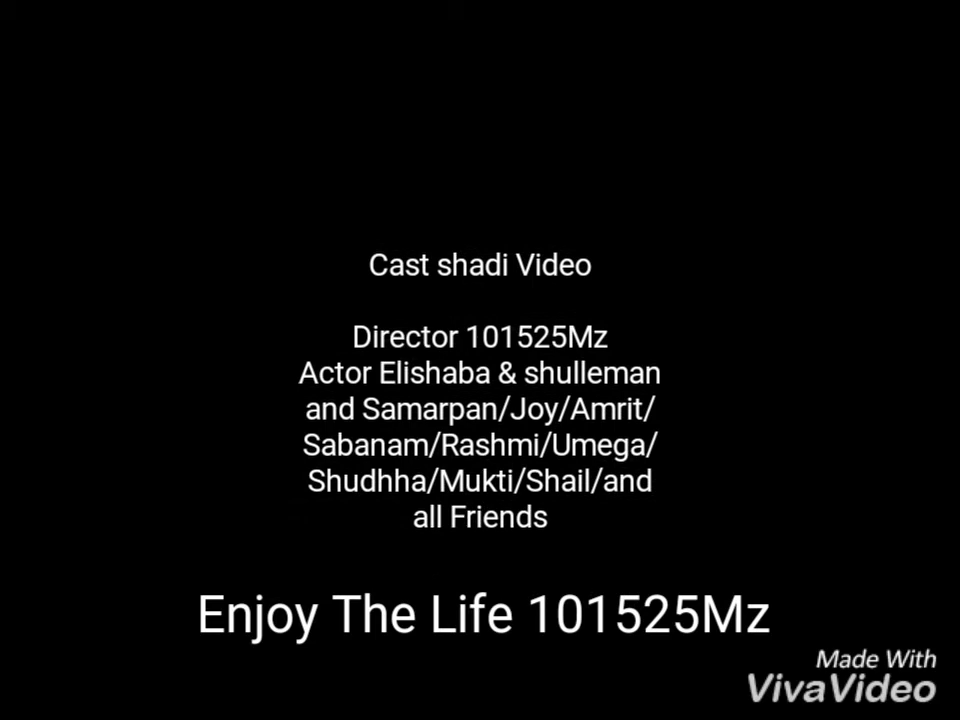 Cast shadi Video
Director 101525Mz
Actor Elishaba & shulleman
and Samarpan/Joy/Amrit/
Sabanam/Rashmi/Umega/
Shudhha/Mukti/Shail/and
all Friends
Enjoy The Life 101525Mz
Made With
VivaVideo